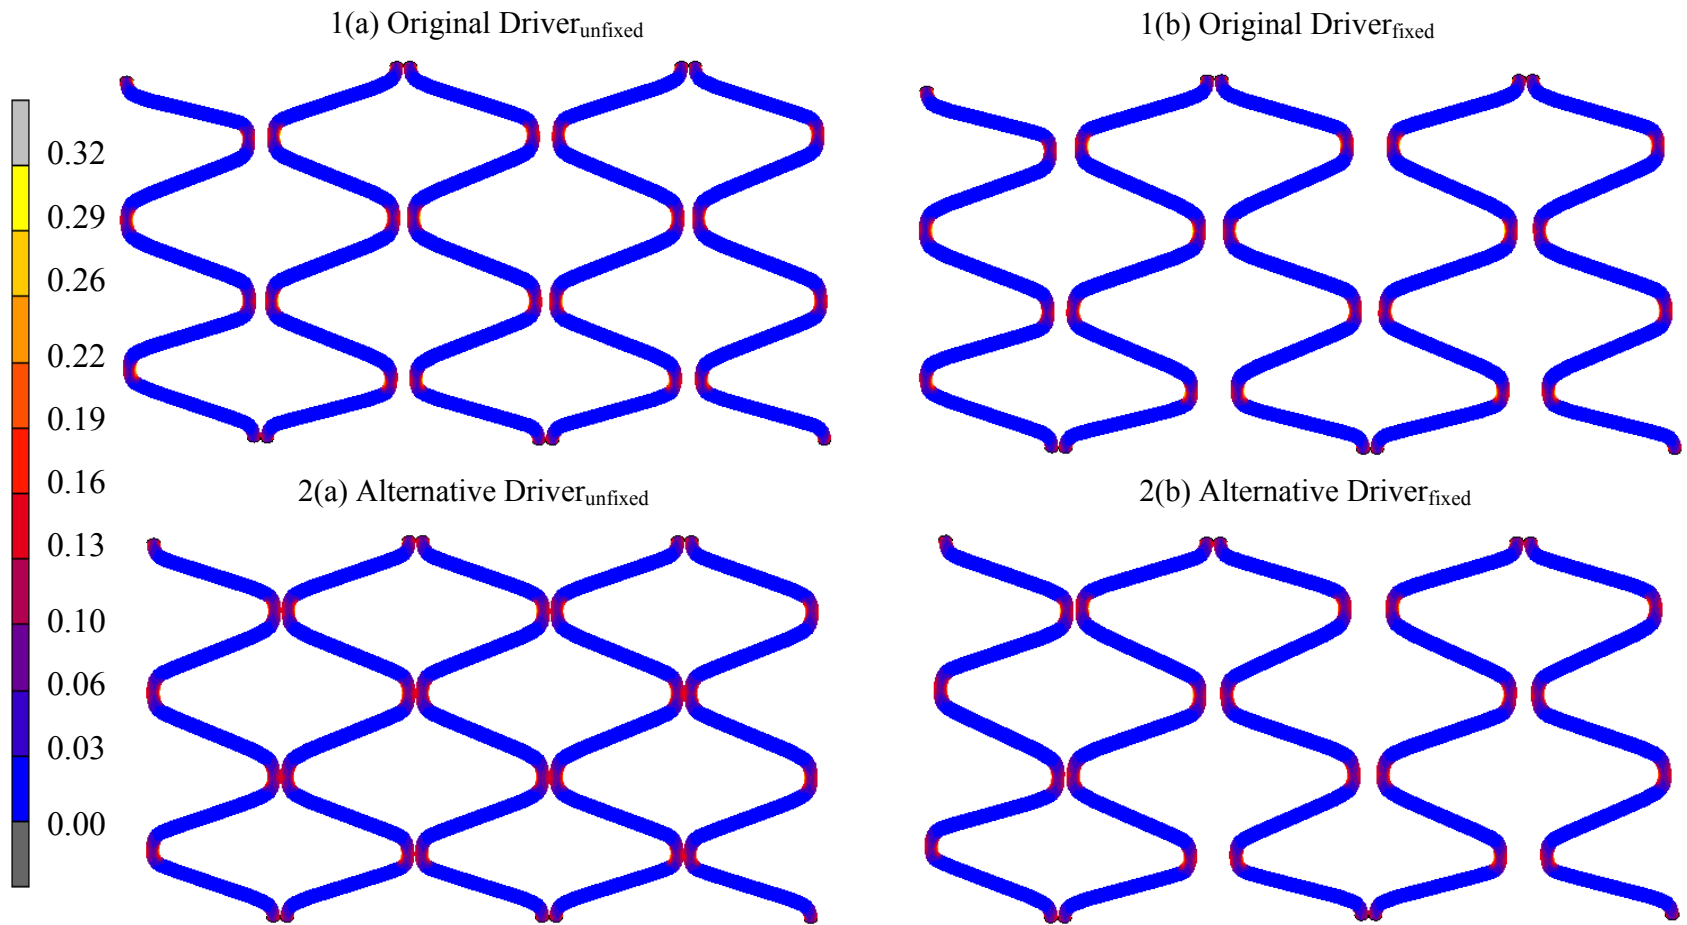 1(a) Original Driverunfixed
1(b) Original Driverfixed
0.32
0.29
0.26
0.22
0.19
0.16
0.13
0.10
0.06
0.03
0.00
2(a) Alternative Driverunfixed
2(b) Alternative Driverfixed